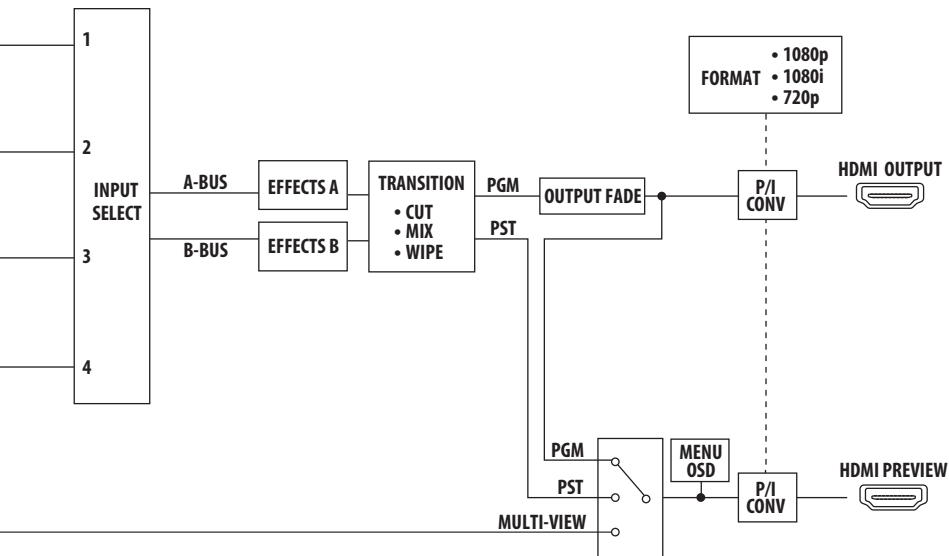 1
2
3
4
INPUT
SELECT
A-BUS
B-BUS
EFFECTS A
EFFECTS B
TRANSITION
• CUT
• MIX
• WIPE
PGM
PST
OUTPUT FADE
FORMAT
• 1080p
• 1080i
• 720p
P/I
CONV
HDMI OUTPUT
PGM
PST
MULTI-VIEW
MENU
OSD
P/I
CONV
HDMI PREVIEW